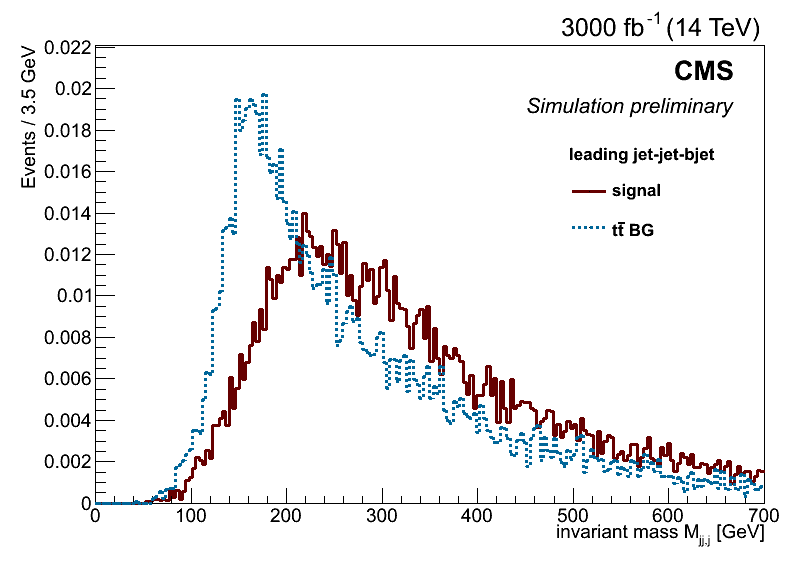 3000 fb⁻¹ (14 TeV)
CMS
Simulation preliminary
leading jet-jet-bjet
signal
tt̄ BG
Events / 3.5 GeV
0.022
0.02
0.018
0.016
0.014
0.012
0.01
0.008
0.006
0.004
0.002
0
0 100 200 300 400 500 600 700
invariant mass M_jj,j [GeV]